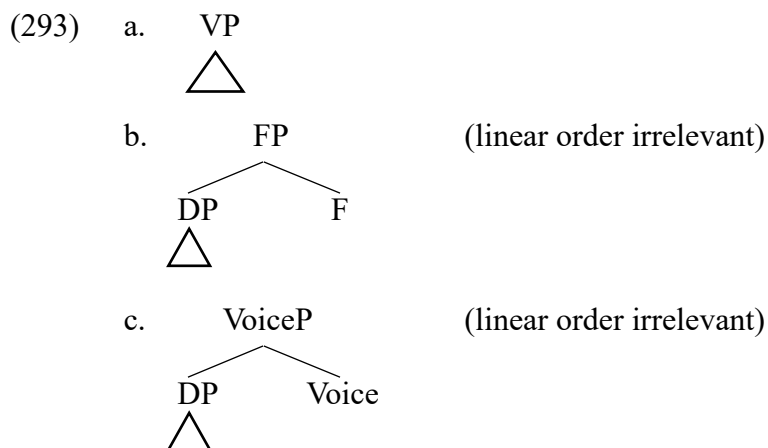 (293) a. VP
b. FP (linear order irrelevant)
DP F
c. VoiceP (linear order irrelevant)
DP Voice